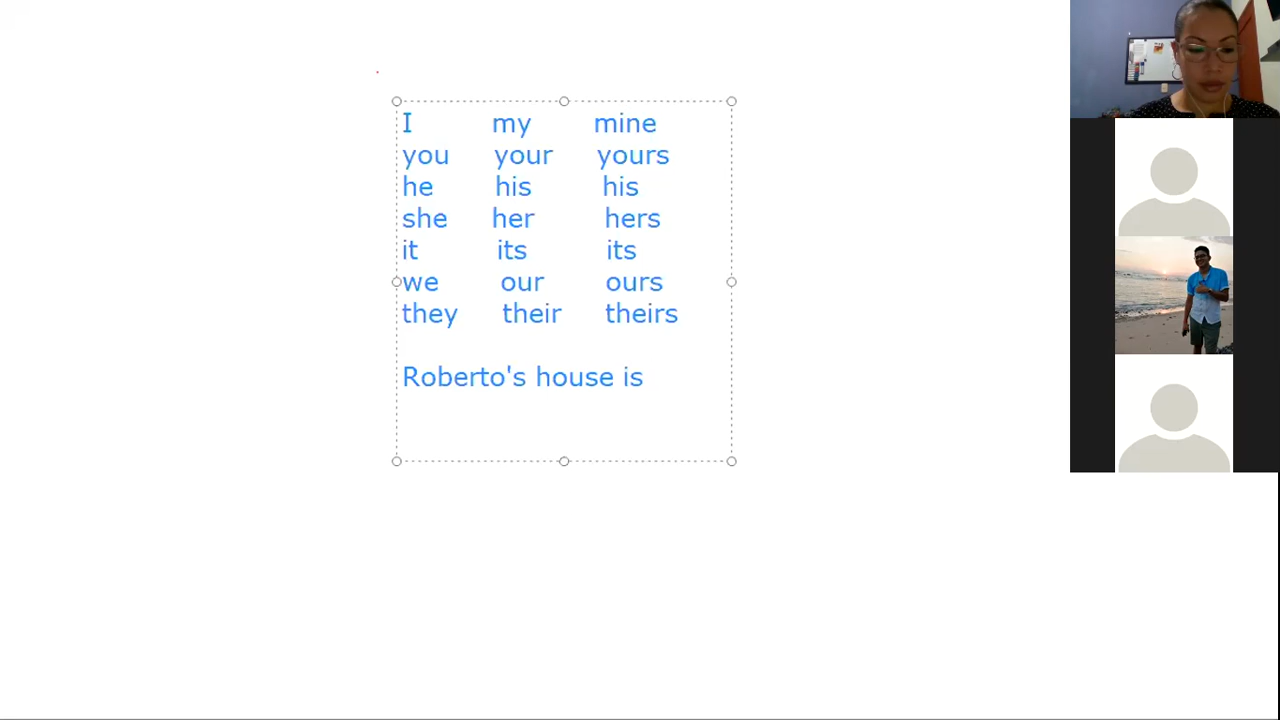 I my mine
you your yours
he his his
she her hers
it its its
we our ours
they their theirs
Roberto's house is